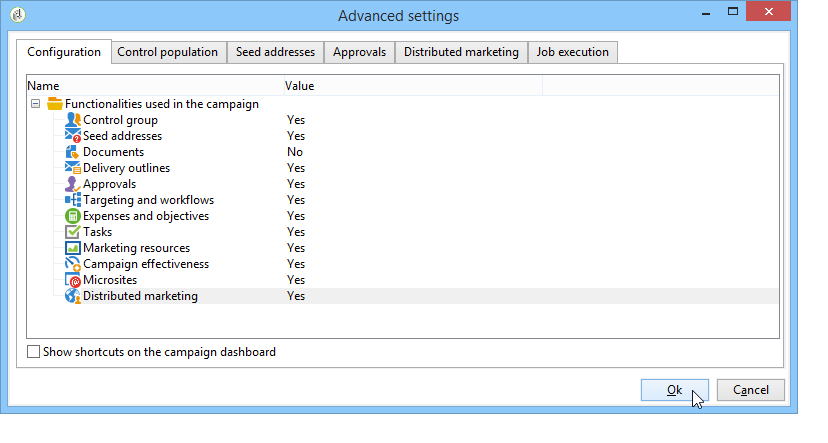 Advanced settings
Configuration Control population Seed addresses Approvals Distributed marketing Job execution
Name Value
Functionalities used in the campaign
Control group Yes
Seed addresses Yes
Documents No
Delivery outlines Yes
Approvals Yes
Targeting and workflows Yes
Expenses and objectives Yes
Tasks Yes
Marketing resources Yes
Campaign effectiveness Yes
Microsites Yes
Distributed marketing Yes
Show shortcuts on the campaign dashboard
Ok Cancel